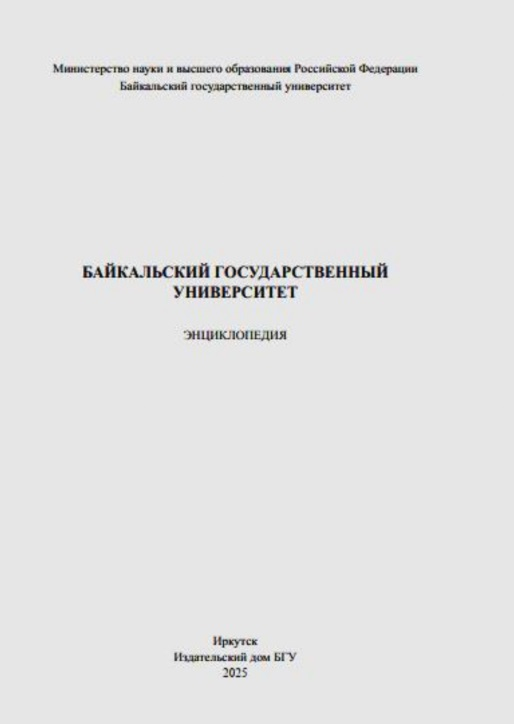 Министерство науки и высшего образования Российской Федерации
Байкальский государственный университет
БАЙКАЛЬСКИЙ ГОСУДАРСТВЕННЫЙ
УНИВЕРСИТЕТ
ЭНЦИКЛОПЕДИЯ
Иркутск
Издательский дом БГУ
2025